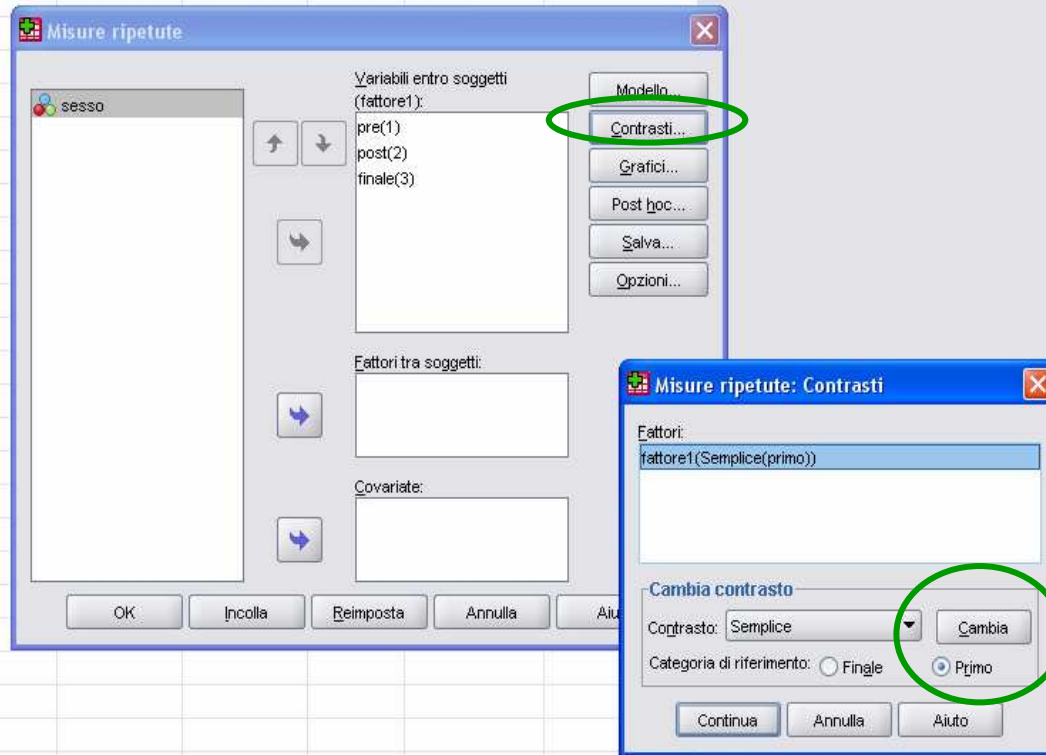 Misure ripetute
sesso
Variabili entro soggetti
(fattore1):
pre(1)
post(2)
finale(3)
Modello...
Contrasti...
Grafici...
Post hoc...
Salva...
Opzioni...
Fattori tra soggetti:
Covariate:
OK Incolla Reimposta Annulla
Misure ripetute: Contrasti
Fattori:
fattore1(Semplice(primo))
Cambia contrasto
Contrasto: Semplice Cambia
Categoria di riferimento: Finale Primo
Continua Annulla Aiuto